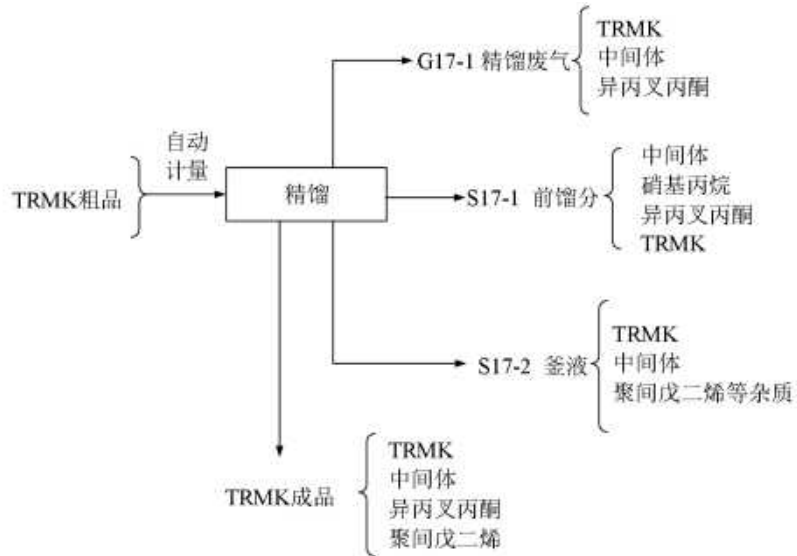 G17-1 精馏废气
TRMK
中间体
异丙叉丙酮
自动
计量
TRMK粗品
精馏
S17-1 前馏分
中间体
硝基丙烷
异丙叉丙酮
TRMK
S17-2 釜液
TRMK
中间体
聚间戊二烯等杂质
TRMK成品
TRMK
中间体
异丙叉丙酮
聚间戊二烯